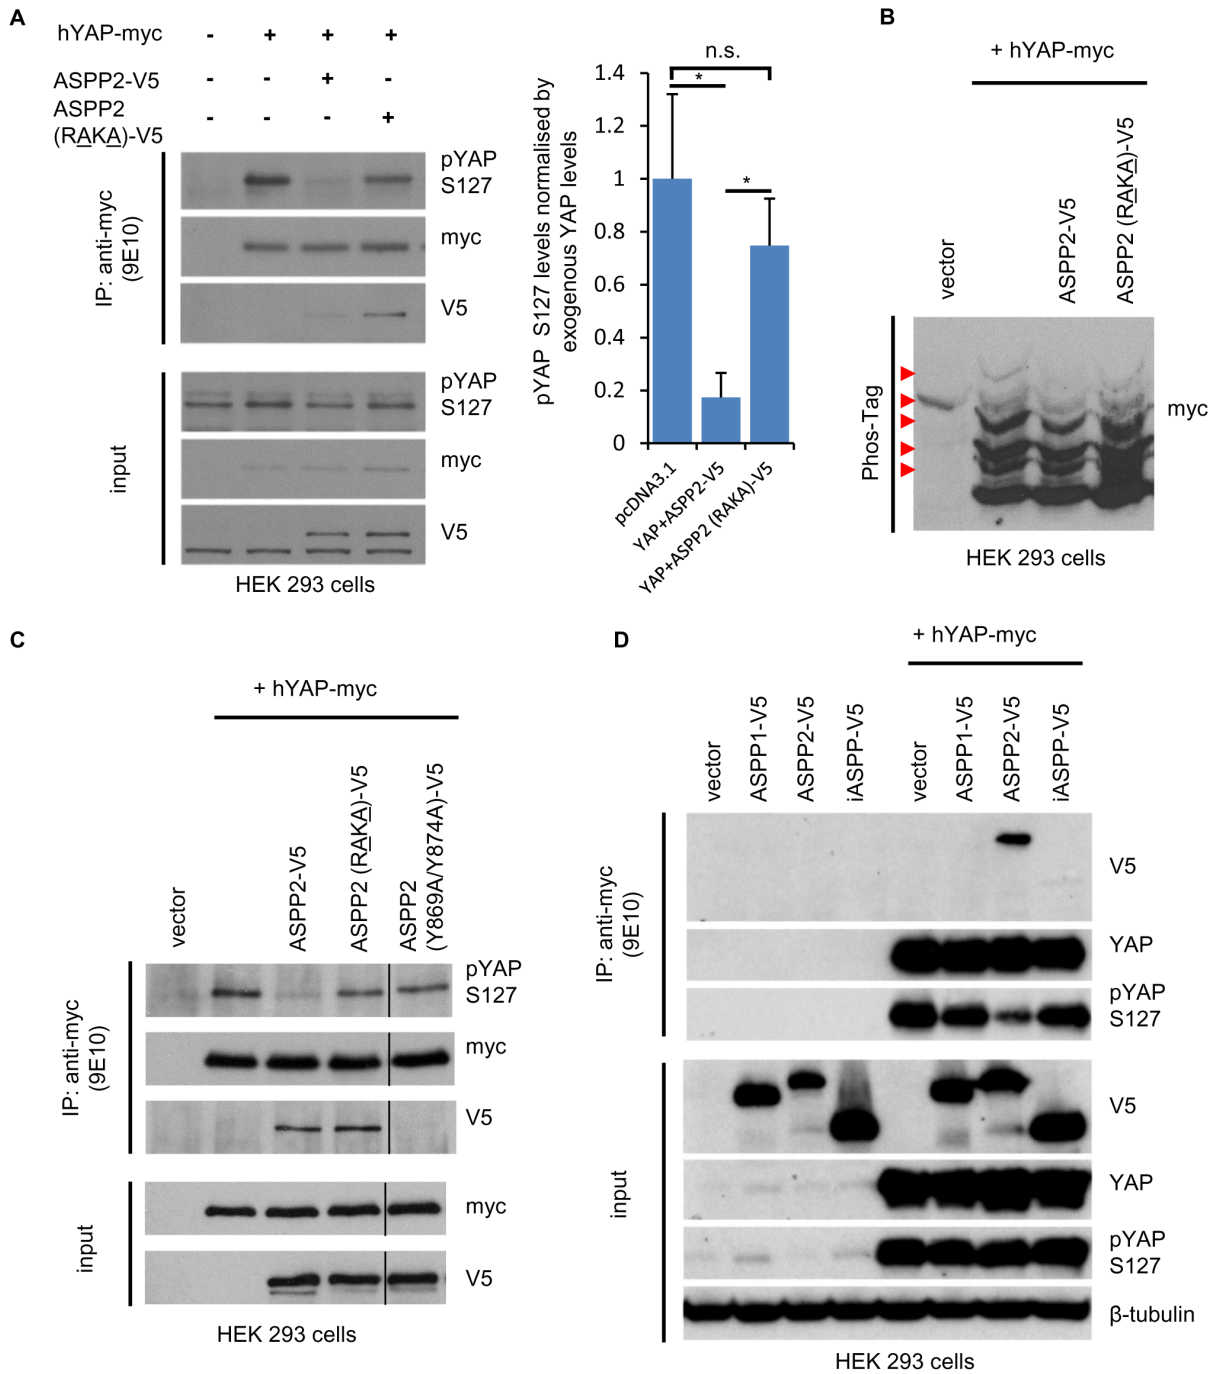 A
hYAP-myc - + + +
ASPP2-V5 - - + -
ASPP2
(RAKA)-V5 - - - +
IP: anti-myc
(9E10)
pYAP
S127
myc
V5
input
pYAP
S127
myc
V5
HEK 293 cells
pYAP S127 levels normalised by
exogenous YAP levels
1.4
1.2
1
0.8
0.6
0.4
0.2
0
n.s.
*
*
pcDNA3.1
YAP+ASPP2-V5
YAP+ASPP2 (RAKA)-V5
B
+ hYAP-myc
vector
ASPP2-V5
ASPP2 (RAKA)-V5
Phos-Tag
myc
HEK 293 cells
C
+ hYAP-myc
vector
ASPP2-V5
ASPP2 (RAKA)-V5
ASPP2
(Y869A/Y874A)-V5
IP: anti-myc
(9E10)
pYAP
S127
myc
V5
input
myc
V5
HEK 293 cells
D
+ hYAP-myc
vector
ASPP1-V5
ASPP2-V5
iASPP-V5
vector
ASPP1-V5
ASPP2-V5
iASPP-V5
IP: anti-myc
(9E10)
V5
YAP
pYAP
S127
input
V5
YAP
pYAP
S127
β-tubulin
HEK 293 cells